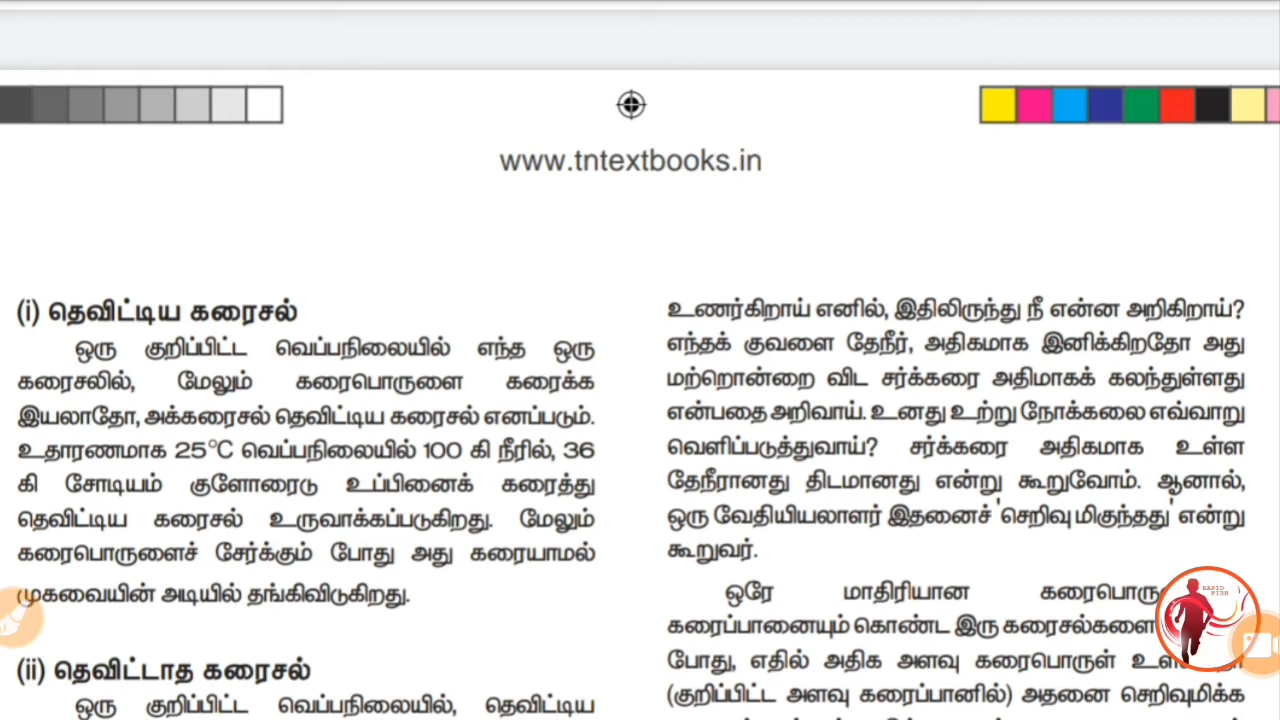 www.tntextbooks.in
(i) தெவிட்டிய கரைசல்
ஒரு குறிப்பிட்ட வெப்பநிலையில் எந்த ஒரு
கரைசலில், மேலும் கரைபொருளை கரைக்க
இயலாதோ, அக்கரைசல் தெவிட்டிய கரைசல் எனப்படும்.
உதாரணமாக 25°C வெப்பநிலையில் 100 கி நீரில், 36
கி சோடியம் குளோரைடு உப்பினைக் கரைத்து
தெவிட்டிய கரைசல் உருவாக்கப்படுகிறது. மேலும்
கரைபொருளைச் சேர்க்கும் போது அது கரையாமல்
முகவையின் அடியில் தங்கிவிடுகிறது.
(ii) தெவிட்டாத கரைசல்
ஒரு குறிப்பிட்ட வெப்பநிலையில், தெவிட்டிய
உணர்கிறாய் எனில், இதிலிருந்து நீ என்ன அறிகிறாய்?
எந்தக் குவளை தேநீர், அதிகமாக இனிக்கிறதோ அது
மற்றொன்றை விட சர்க்கரை அதிமாகக் கலந்துள்ளது
என்பதை அறிவாய். உனது உற்று நோக்கலை எவ்வாறு
வெளிப்படுத்துவாய்? சர்க்கரை அதிகமாக உள்ள
தேநீரானது திடமானது என்று கூறுவோம். ஆனால்,
ஒரு வேதியியலாளர் இதனைச் 'செறிவு மிகுந்தது' என்று
கூறுவர்.
ஒரே மாதிரியான
கரைப்பானையும் கொண்ட இரு கரைசல்களை
போது, எதில் அதிக அளவு கரைபொருள்
(குறிப்பிட்ட அளவு கரைப்பானில்) அதனை செறிவுமிக்க
RAPID
FIRE